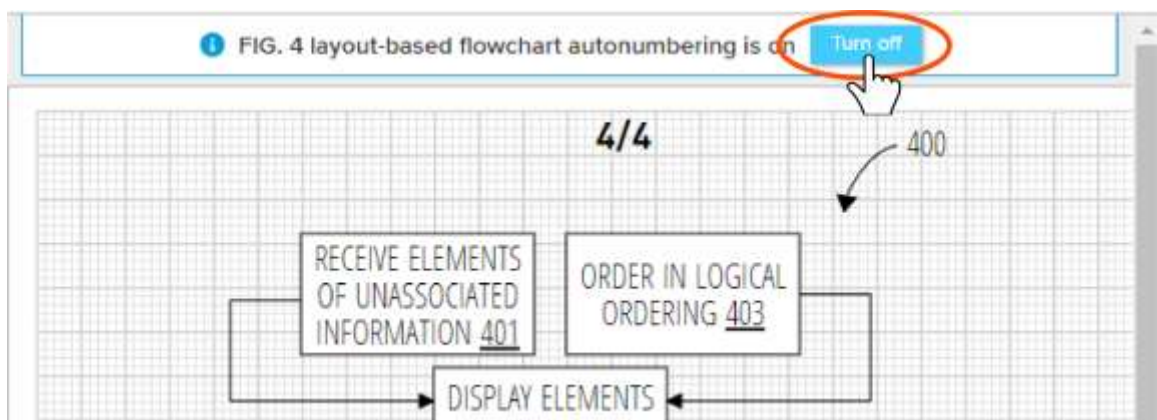 FIG. 4 layout-based flowchart autonumbering is on Turn off
4/4
400
RECEIVE ELEMENTS
OF UNASSOCIATED
INFORMATION 401
ORDER IN LOGICAL
ORDERING 403
DISPLAY ELEMENTS